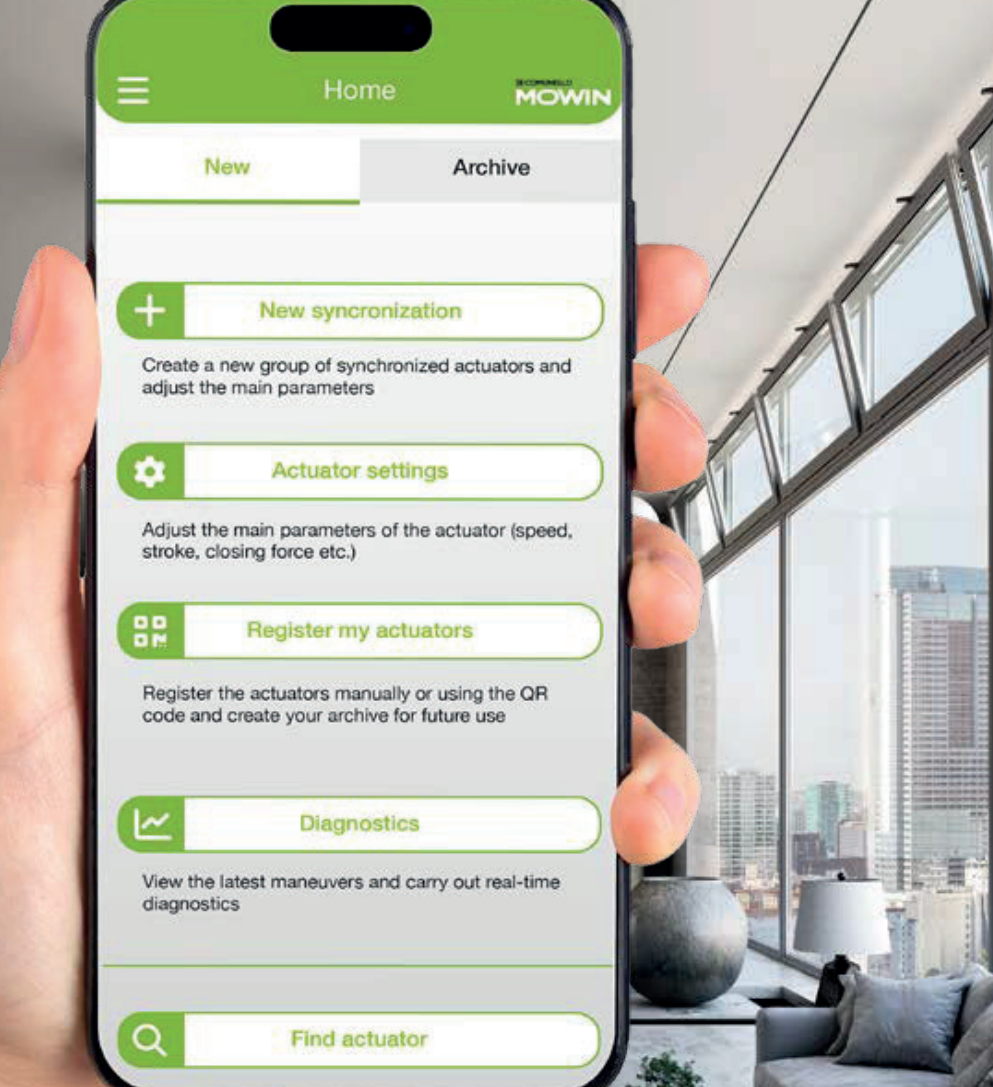 Home
COMUNELLO
MOWIN
New
Archive
New syncronization
Create a new group of synchronized actuators and
adjust the main parameters
Actuator settings
Adjust the main parameters of the actuator (speed,
stroke, closing force etc.)
Register my actuators
Register the actuators manually or using the QR
code and create your archive for future use
Diagnostics
View the latest maneuvers and carry out real-time
diagnostics
Find actuator